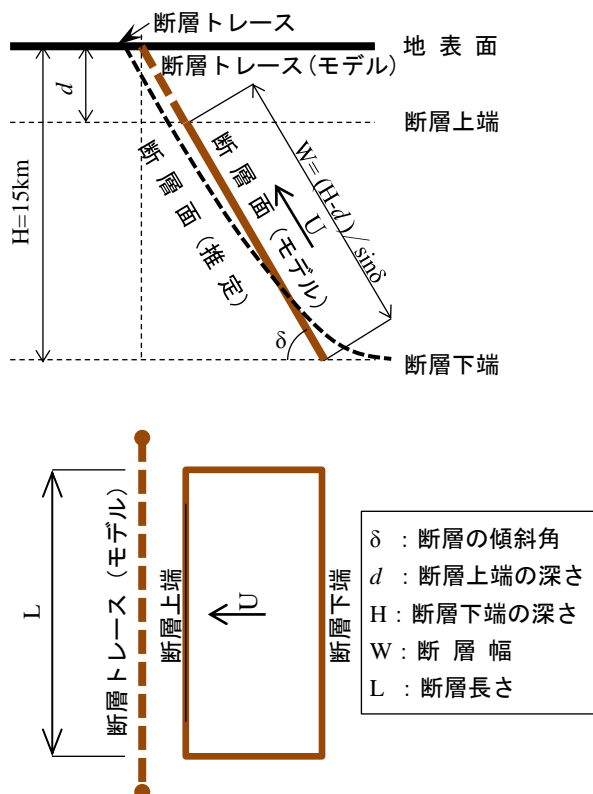 断層トレース
地 表 面
断層トレース(モデル)
d
断層上端
H=15km
断 層 面 (推 定)
断 層 面 (モデル)
U
W=(H-d)/sinδ
δ
断層下端
L
断層トレース (モデル)
断層上端
U
断層下端
δ : 断層の傾斜角
d : 断層上端の深さ
H : 断層下端の深さ
W : 断 層 幅
L : 断層長さ